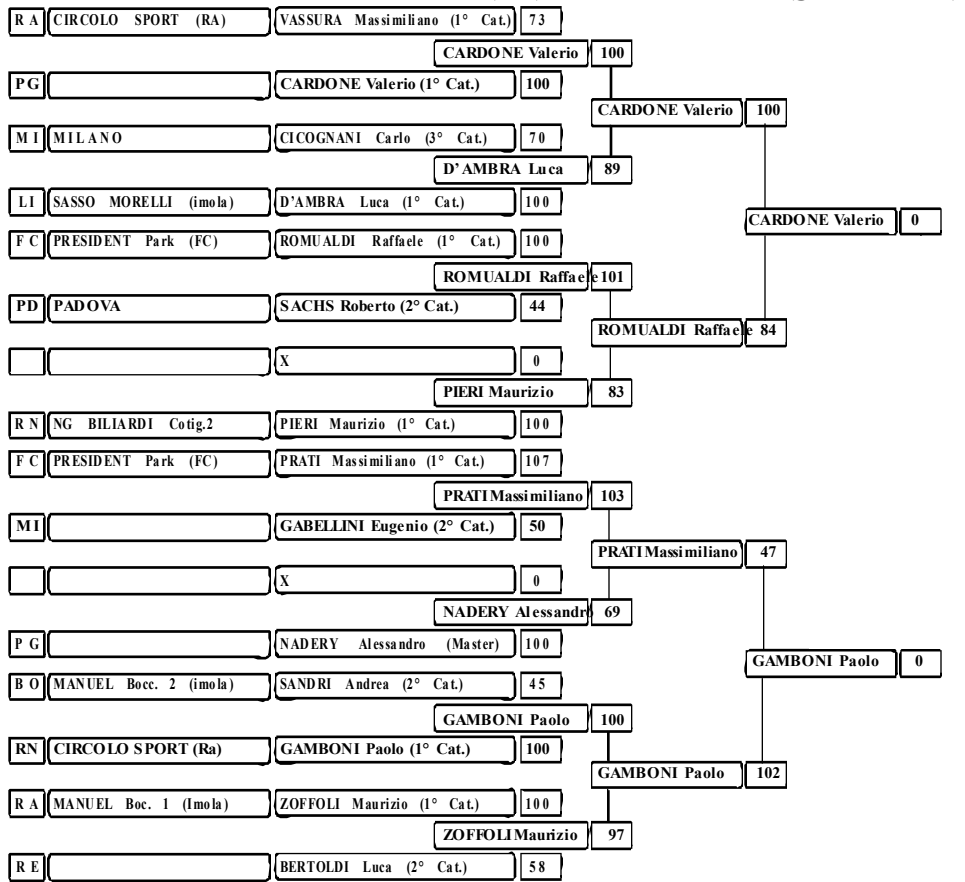 R A CIRCOLO SPORT (RA) VASSURA Massimiliano (1° Cat.) 73
CARDONE Valerio 100
PG CARDONE Valerio (1° Cat.) 100
CARDONE Valerio 100
M I MILANO CICOGNANI Carlo (3° Cat.) 70
D'AMBRA Luca 89
LI SASSO MORELLI (imola) D'AMBRA Luca (1° Cat.) 100
CARDONE Valerio 0
F C PRESIDENT Park (FC) ROMUALDI Raffaele (1° Cat.) 100
ROMUALDI Raffaele 101
PD PADOVA SACHS Roberto (2° Cat.) 44
ROMUALDI Raffaele 84
X 0
PIERI Maurizio 83
R N NG BILIARDI Cotig.2 PIERI Maurizio (1° Cat.) 100
F C PRESIDENT Park (FC) PRATI Massimiliano (1° Cat.) 107
PRATI Massimiliano 103
MI GABELLINI Eugenio (2° Cat.) 50
PRATI Massimiliano 47
X 0
NADERY Alessandro 69
P G NADERY Alessandro (Master) 100
GAMBONI Paolo 0
B O MANUEL Bocc. 2 (imola) SANDRI Andrea (2° Cat.) 45
GAMBONI Paolo 100
RN CIRCOLO SPORT (Ra) GAMBONI Paolo (1° Cat.) 100
GAMBONI Paolo 102
R A MANUEL Boc. 1 (Imola) ZOFFOLI Maurizio (1° Cat.) 100
ZOFFOLI Maurizio 97
R E BERTOLDI Luca (2° Cat.) 58